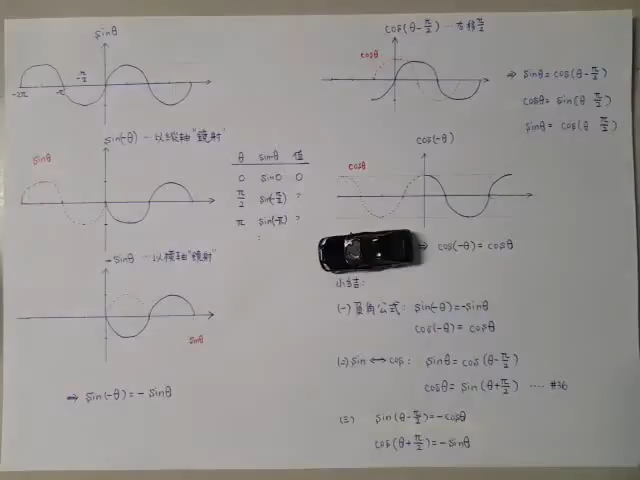 sinθ
-2π
-π
-π/2
sin(-θ) — 以縱軸"鏡射"
sinθ
θ sinθ 值
0 sin0 0
π/2 sin(-π/2) ?
π sin(-π) ?
:
-sinθ — 以橫軸"鏡射"
sinθ
⇒ sin(-θ) = - sinθ
cos(θ-π/2) — 右移π/2
cosθ
⇒ sinθ = cos(θ-π/2)
cosθ = sin(θ π/2)
sinθ = cos(θ π/2)
cos(-θ)
cosθ
⇒ cos(-θ) = cosθ
小結:
(一) 負角公式: sin(-θ) = -sinθ
cos(-θ) = cosθ
(二) sin ⟺ cos: sinθ = cos(θ-π/2)
cosθ = sin(θ+π/2) .... #36
(三) sin(θ-π/2) = -cosθ
cos(θ+π/2) = -sinθ